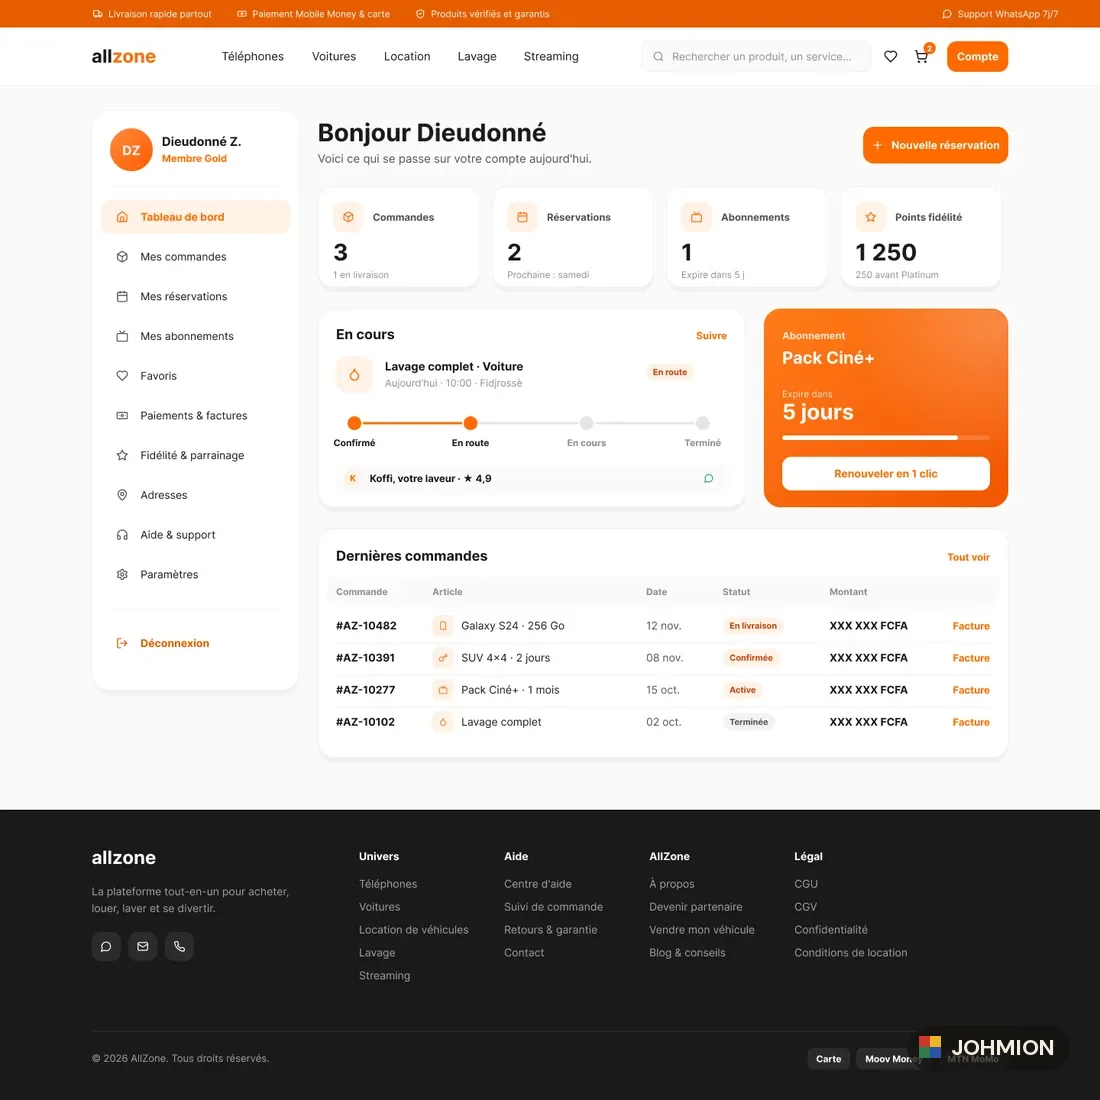 Livraison rapide partout
Paiement Mobile Money & carte
Produits vérifiés et garantis
Support WhatsApp 7j/7
allzone
Téléphones
Voitures
Location
Lavage
Streaming
Rechercher un produit, un service...
2
Compte
DZ
Dieudonné Z.
Membre Gold
Tableau de bord
Mes commandes
Mes réservations
Mes abonnements
Favoris
Paiements & factures
Fidélité & parrainage
Adresses
Aide & support
Paramètres
Déconnexion
Bonjour Dieudonné
Voici ce qui se passe sur votre compte aujourd'hui.
+ Nouvelle réservation
Commandes
3
1 en livraison
Réservations
2
Prochaine : samedi
Abonnements
1
Expire dans 5 j
Points fidélité
1 250
250 avant Platinum
En cours
Suivre
Lavage complet · Voiture
Aujourd'hui · 10:00 · Fidjrossè
En route
Confirmé
En route
En cours
Terminé
K
Koffi, votre laveur · ★ 4,9
Abonnement
Pack Ciné+
Expire dans
5 jours
Renouveler en 1 clic
Dernières commandes
Tout voir
Commande Article Date Statut Montant
#AZ-10482 Galaxy S24 · 256 Go 12 nov. En livraison XXX XXX FCFA Facture
#AZ-10391 SUV 4×4 · 2 jours 08 nov. Confirmée XXX XXX FCFA Facture
#AZ-10277 Pack Ciné+ · 1 mois 15 oct. Active XXX XXX FCFA Facture
#AZ-10102 Lavage complet 02 oct. Terminée XXX XXX FCFA Facture
allzone
La plateforme tout-en-un pour acheter,
louer, laver et se divertir.
Univers
Téléphones
Voitures
Location de véhicules
Lavage
Streaming
Aide
Centre d'aide
Suivi de commande
Retours & garantie
Contact
AllZone
À propos
Devenir partenaire
Vendre mon véhicule
Blog & conseils
Légal
CGU
CGV
Confidentialité
Conditions de location
© 2026 AllZone. Tous droits réservés.
Carte
Moov Money
MTN MoMo
JOHMION